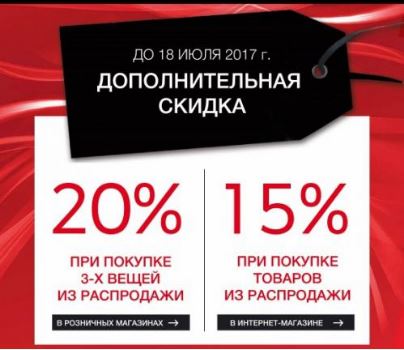 ДО 18 ИЮЛЯ 2017 г.
ДОПОЛНИТЕЛЬНАЯ
СКИДКА
20%
ПРИ ПОКУПКЕ
3-Х ВЕЩЕЙ
ИЗ РАСПРОДАЖИ
В РОЗНИЧНЫХ МАГАЗИНАХ →
15%
ПРИ ПОКУПКЕ
ТОВАРОВ
ИЗ РАСПРОДАЖИ
В ИНТЕРНЕТ-МАГАЗИНЕ →